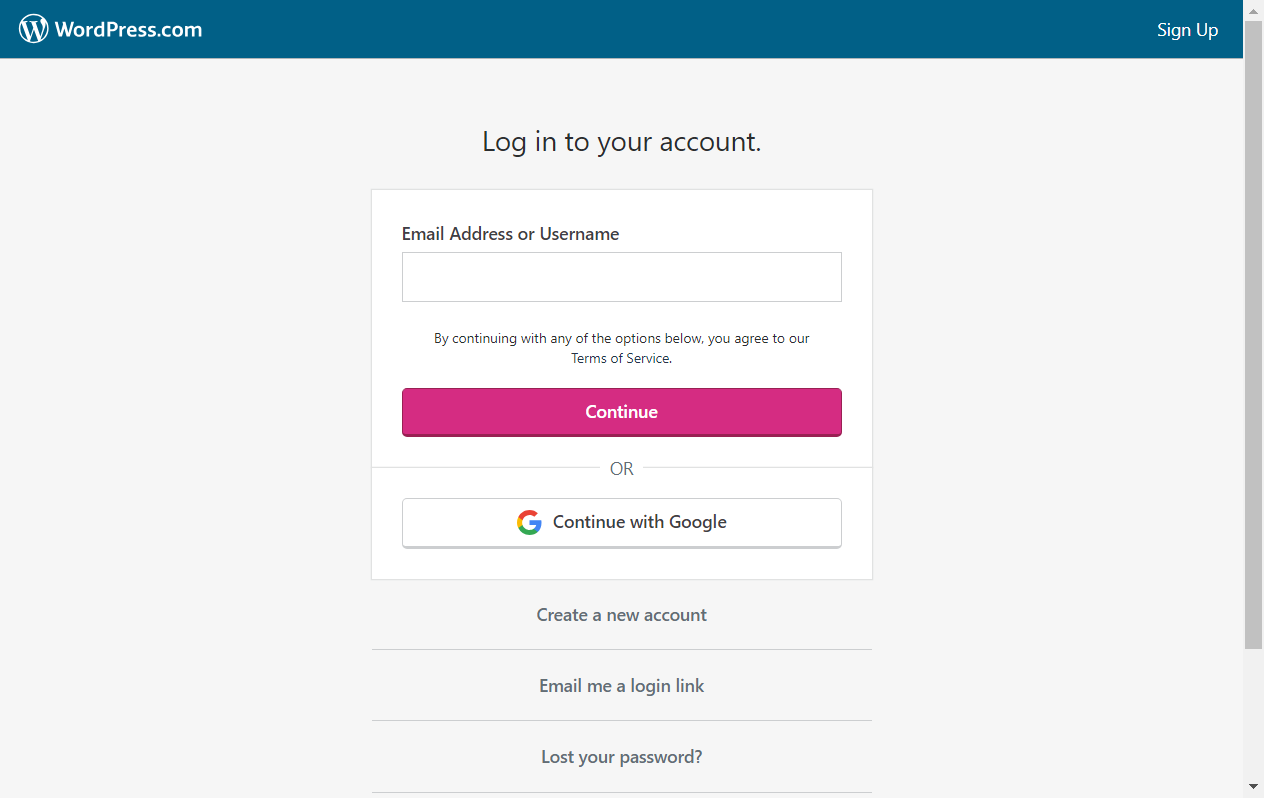 WordPress.com
Sign Up
Log in to your account.
Email Address or Username
By continuing with any of the options below, you agree to our
Terms of Service.
Continue
OR
Continue with Google
Create a new account
Email me a login link
Lost your password?